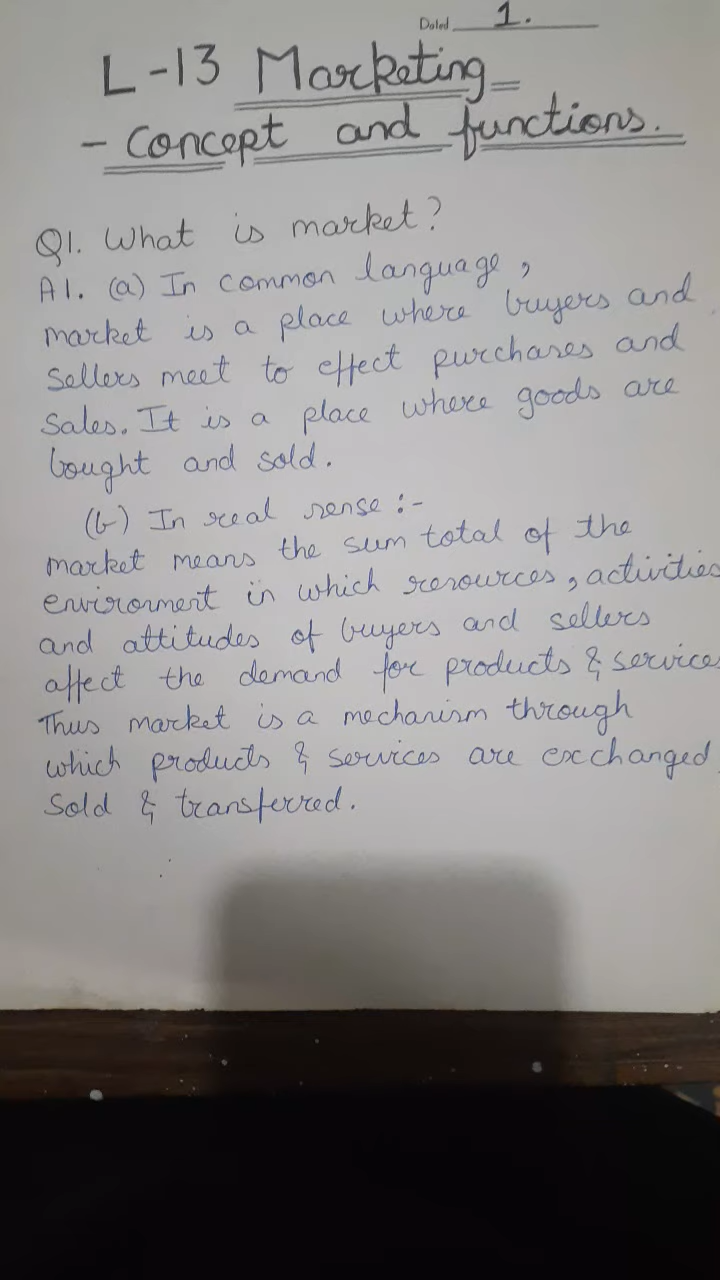 Dated 1.
L-13 Marketing
- Concept and functions.
Q1. What is market?
A1. (a) In common language,
market is a place where buyers and
sellers meet to effect purchases and
sales. It is a place where goods are
bought and sold.
(b) In real sense :-
market means the sum total of the
environment in which resources, activities
and attitudes of buyers and sellers
affect the demand for products & services
Thus market is a mechanism through
which products & services are exchanged,
sold & transferred.